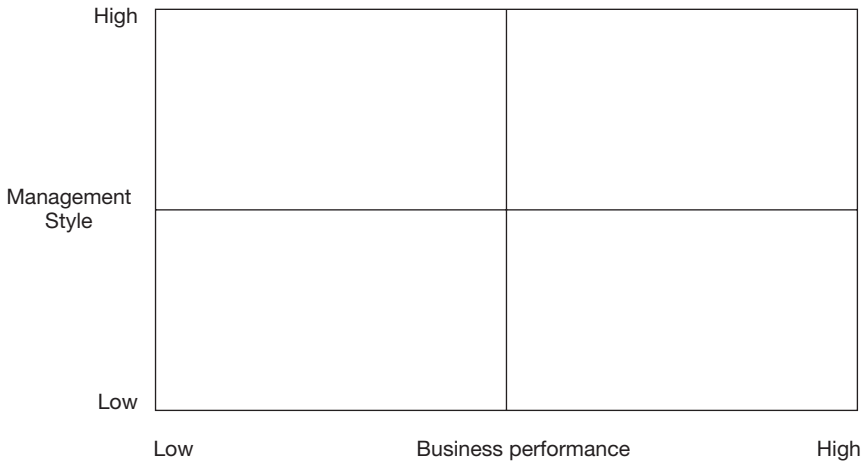 High
Management
Style
Low
Low Business performance High